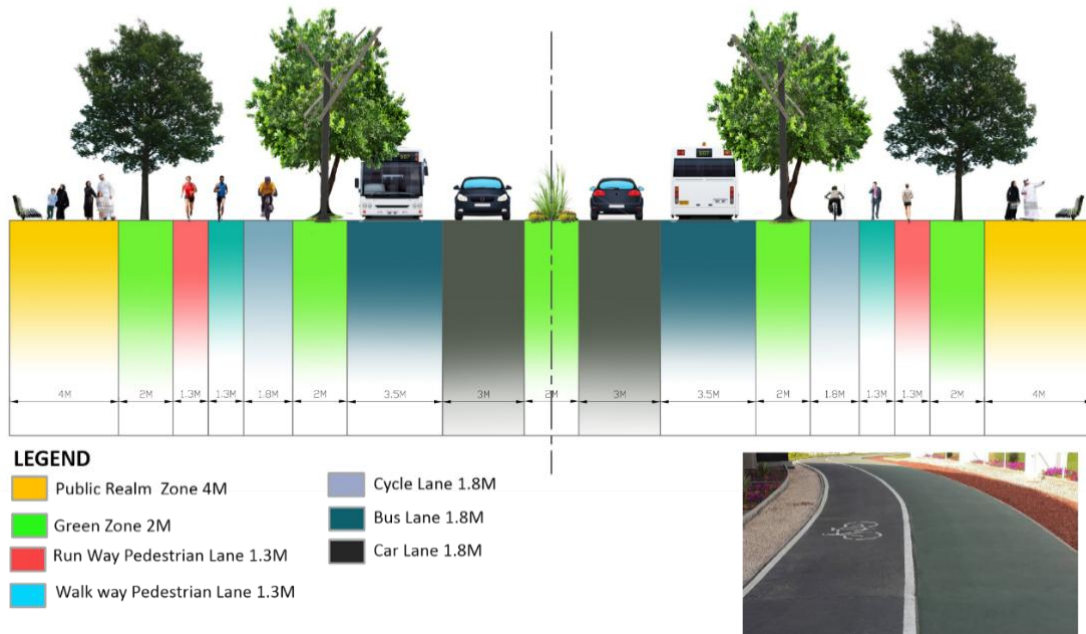 4M 2M 1.3M 1.3M 1.8M 2M 3.5M 3M 2M 3M 3.5M 2M 1.8M 1.3M 1.3M 2M 4M
LEGEND
Public Realm Zone 4M
Green Zone 2M
Run Way Pedestrian Lane 1.3M
Walk way Pedestrian Lane 1.3M
Cycle Lane 1.8M
Bus Lane 1.8M
Car Lane 1.8M